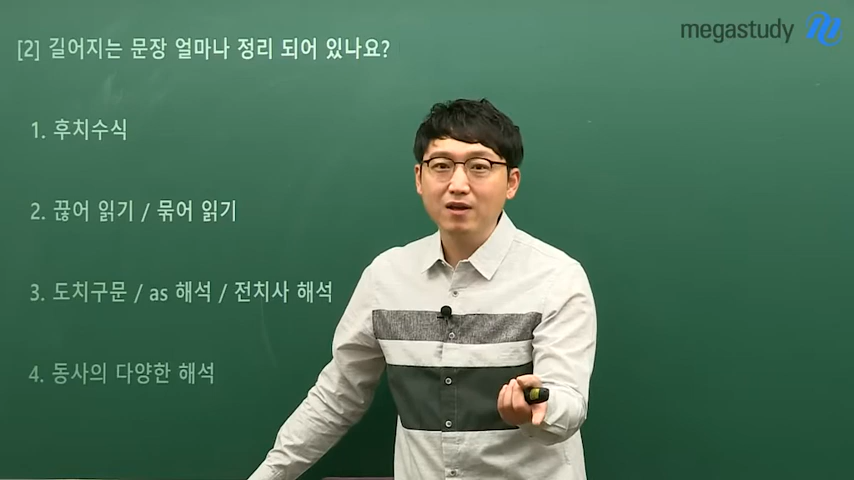 megastudy
[2] 길어지는 문장 얼마나 정리 되어 있나요?
1. 후치수식
2. 끊어 읽기 / 묶어 읽기
3. 도치구문 / as 해석 / 전치사 해석
4. 동사의 다양한 해석